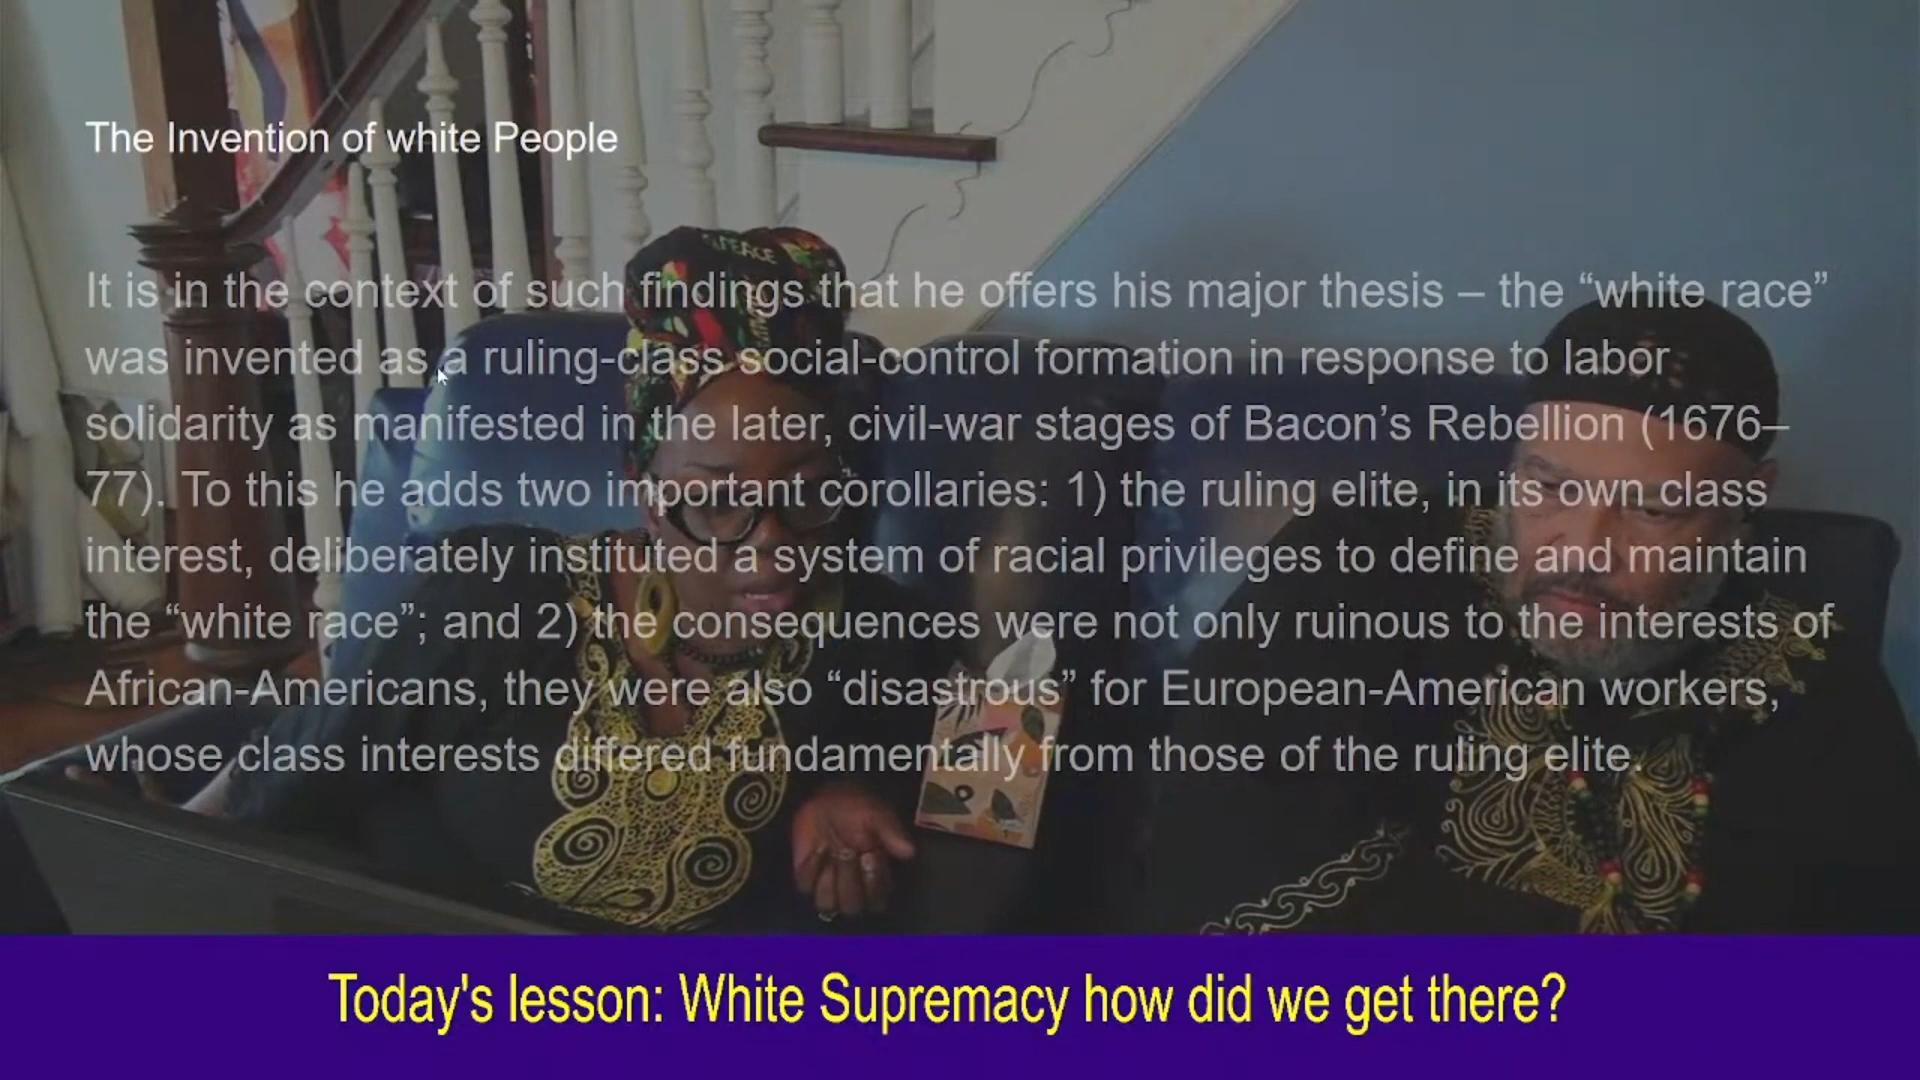 The Invention of white People
It is in the context of such findings that he offers his major thesis – the “white race”
was invented as a ruling-class social-control formation in response to labor
solidarity as manifested in the later, civil-war stages of Bacon’s Rebellion (1676–
77). To this he adds two important corollaries: 1) the ruling elite, in its own class
interest, deliberately instituted a system of racial privileges to define and maintain
the “white race”; and 2) the consequences were not only ruinous to the interests of
African-Americans, they were also “disastrous” for European-American workers,
whose class interests differed fundamentally from those of the ruling elite.
PEACE
Today's lesson: White Supremacy how did we get there?